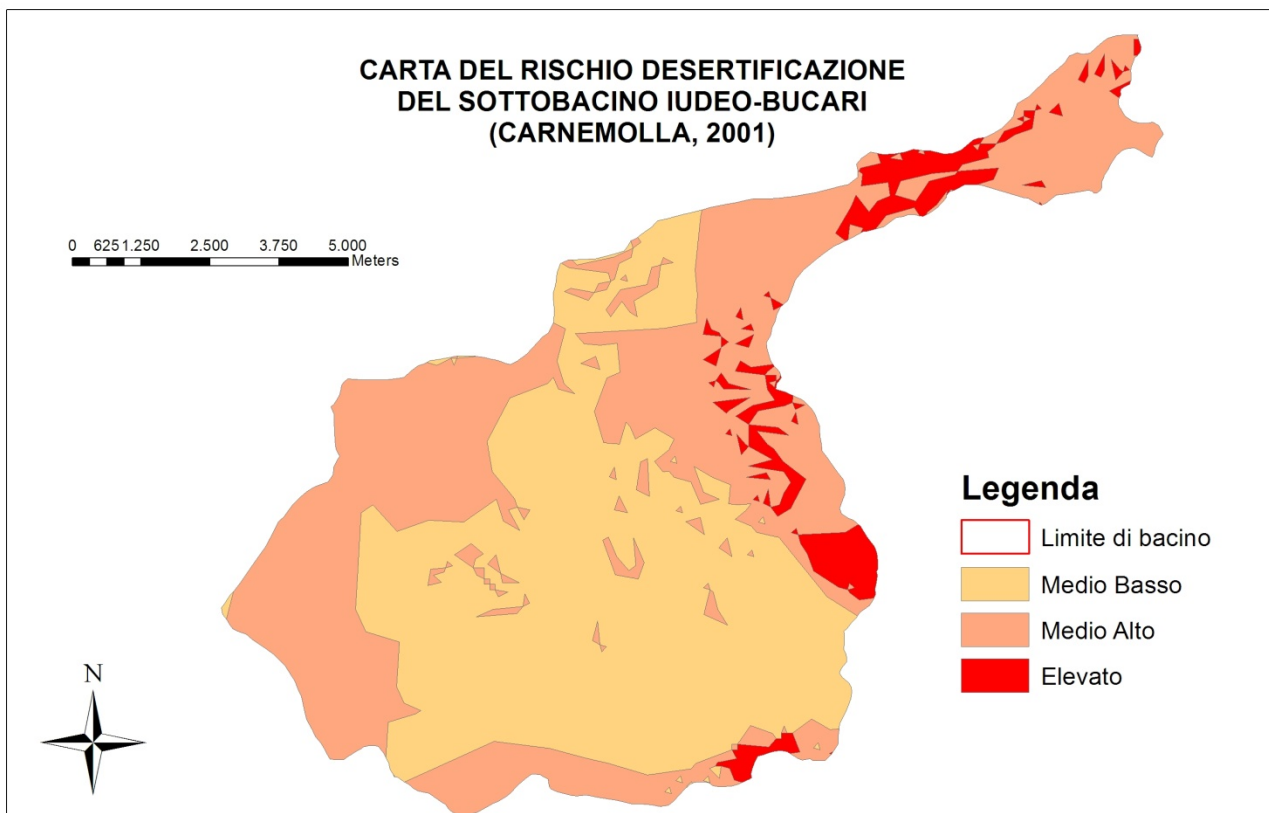 CARTA DEL RISCHIO DESERTIFICAZIONE
DEL SOTTOBACINO IUDEO-BUCARI
(CARNEMOLLA, 2001)
0 625 1.250 2.500 3.750 5.000
Meters
Legenda
Limite di bacino
Medio Basso
Medio Alto
Elevato
N